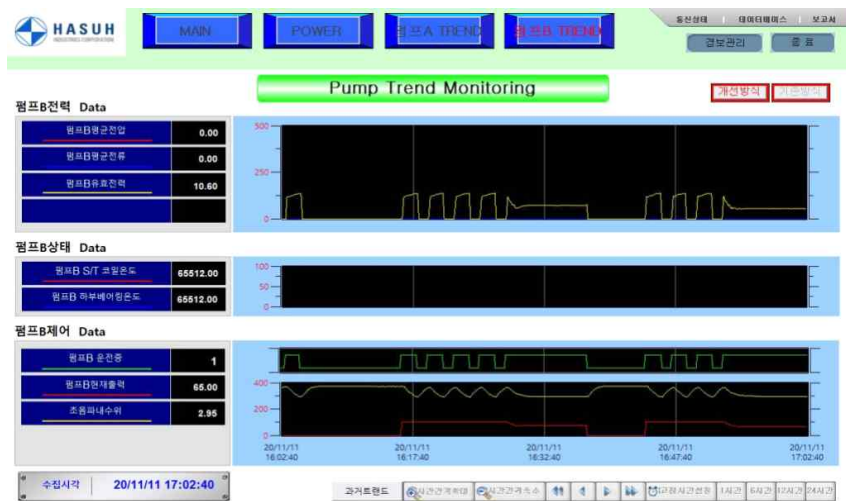 HASUH
MAIN
POWER
펌프A TREND
펌프B TREND
통신상태
데이터베이스
보고서
경보관리
종 료
Pump Trend Monitoring
개선방식
기존방식
펌프B전력 Data
펌프B평균전압 0.00
펌프B평균전류 0.00
펌프B유효전력 10.60
500
250
0
펌프B상태 Data
펌프B S/T 코일온도 65512.00
펌프B 하부베어링온도 65512.00
100
50
0
펌프B제어 Data
펌프B 운전중 1
펌프B현재출력 65.00
조폼파내수위 2.95
400
200
0
20/11/11 20/11/11 20/11/11 20/11/11 20/11/11
16:02:40 16:17:40 16:32:40 16:47:40 17:02:40
수집시각 20/11/11 17:02:40
과거트랜드 시간간격확대 시간간격축소 1시간 6시간 12시간 24시간